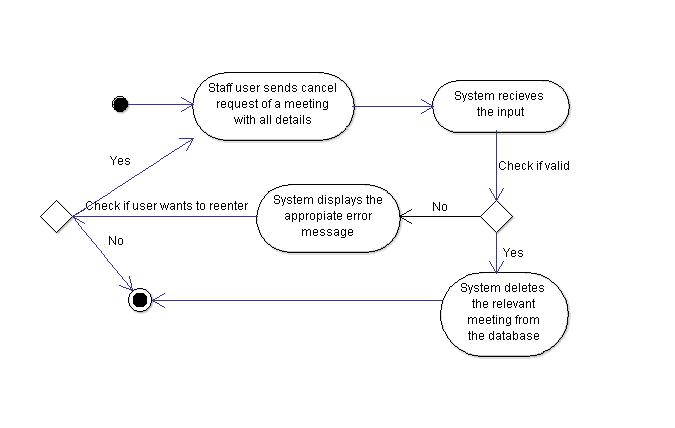 Staff user sends cancel
request of a meeting
with all details
System recieves
the input
Check if valid
Yes
Check if user wants to reenter
System displays the
appropiate error
message
No
No
Yes
System deletes
the relevant
meeting from
the database